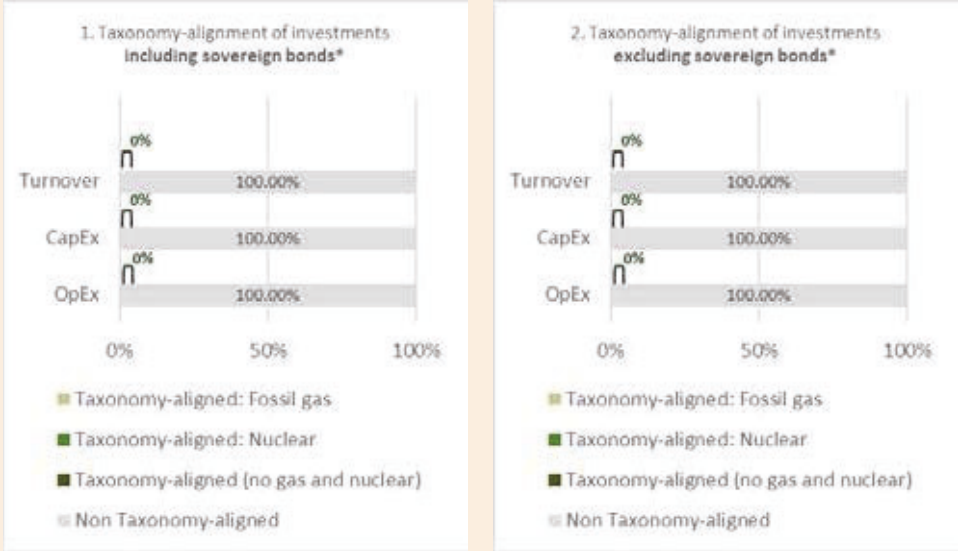 1. Taxonomy-alignment of investments
including sovereign bonds*
0%
Turnover 100.00%
0%
CapEx 100.00%
0%
OpEx 100.00%
0% 50% 100%
Taxonomy-aligned: Fossil gas
Taxonomy-aligned: Nuclear
Taxonomy-aligned (no gas and nuclear)
Non Taxonomy-aligned
2. Taxonomy-alignment of investments
excluding sovereign bonds*
0%
Turnover 100.00%
0%
CapEx 100.00%
0%
OpEx 100.00%
0% 50% 100%
Taxonomy-aligned: Fossil gas
Taxonomy-aligned: Nuclear
Taxonomy-aligned (no gas and nuclear)
Non Taxonomy-aligned